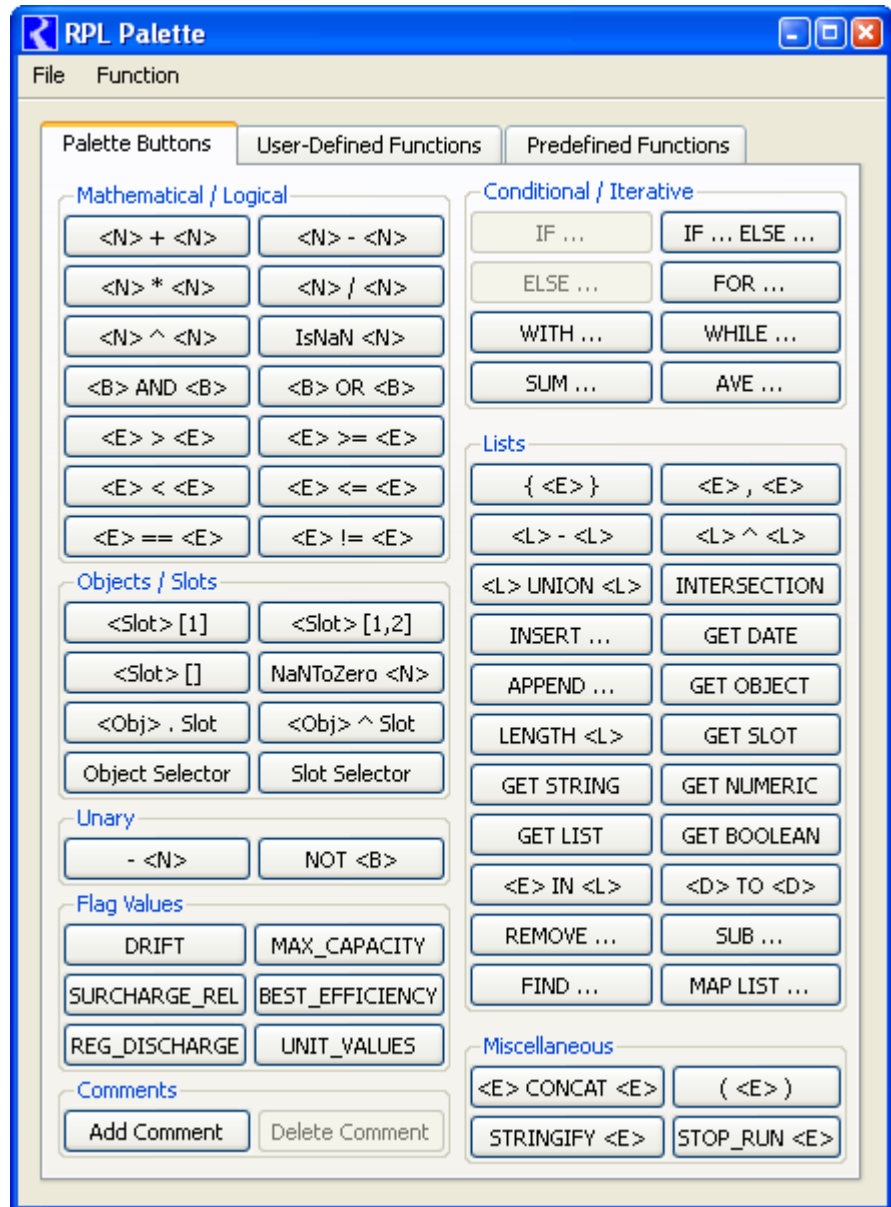 RPL Palette
File Function
Palette Buttons User-Defined Functions Predefined Functions
Mathematical / Logical
<N> + <N> <N> - <N>
<N> * <N> <N> / <N>
<N> ^ <N> IsNaN <N>
<B> AND <B> <B> OR <B>
<E> > <E> <E> >= <E>
<E> < <E> <E> <= <E>
<E> == <E> <E> != <E>
Objects / Slots
<Slot> [1] <Slot> [1,2]
<Slot> [] NaNToZero <N>
<Obj> . Slot <Obj> ^ Slot
Object Selector Slot Selector
Unary
- <N> NOT <B>
Flag Values
DRIFT MAX_CAPACITY
SURCHARGE_REL BEST_EFFICIENCY
REG_DISCHARGE UNIT_VALUES
Comments
Add Comment Delete Comment
Conditional / Iterative
IF ... IF ... ELSE ...
ELSE ... FOR ...
WITH ... WHILE ...
SUM ... AVE ...
Lists
{ <E> } <E> , <E>
<L> - <L> <L> ^ <L>
<L> UNION <L> INTERSECTION
INSERT ... GET DATE
APPEND ... GET OBJECT
LENGTH <L> GET SLOT
GET STRING GET NUMERIC
GET LIST GET BOOLEAN
<E> IN <L> <D> TO <D>
REMOVE ... SUB ...
FIND ... MAP LIST ...
Miscellaneous
<E> CONCAT <E> ( <E> )
STRINGIFY <E> STOP_RUN <E>